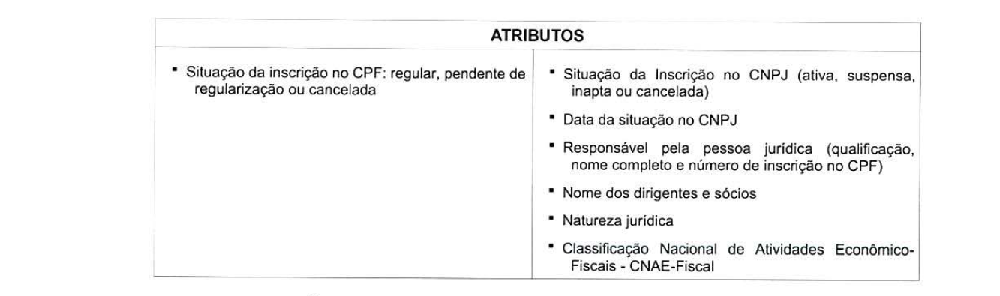 ATRIBUTOS
▪ Situação da inscrição no CPF: regular, pendente de
regularização ou cancelada
▪ Situação da Inscrição no CNPJ (ativa, suspensa,
inapta ou cancelada)
▪ Data da situação no CNPJ
▪ Responsável pela pessoa jurídica (qualificação,
nome completo e número de inscrição no CPF)
▪ Nome dos dirigentes e sócios
▪ Natureza jurídica
▪ Classificação Nacional de Atividades Econômico-
Fiscais - CNAE-Fiscal